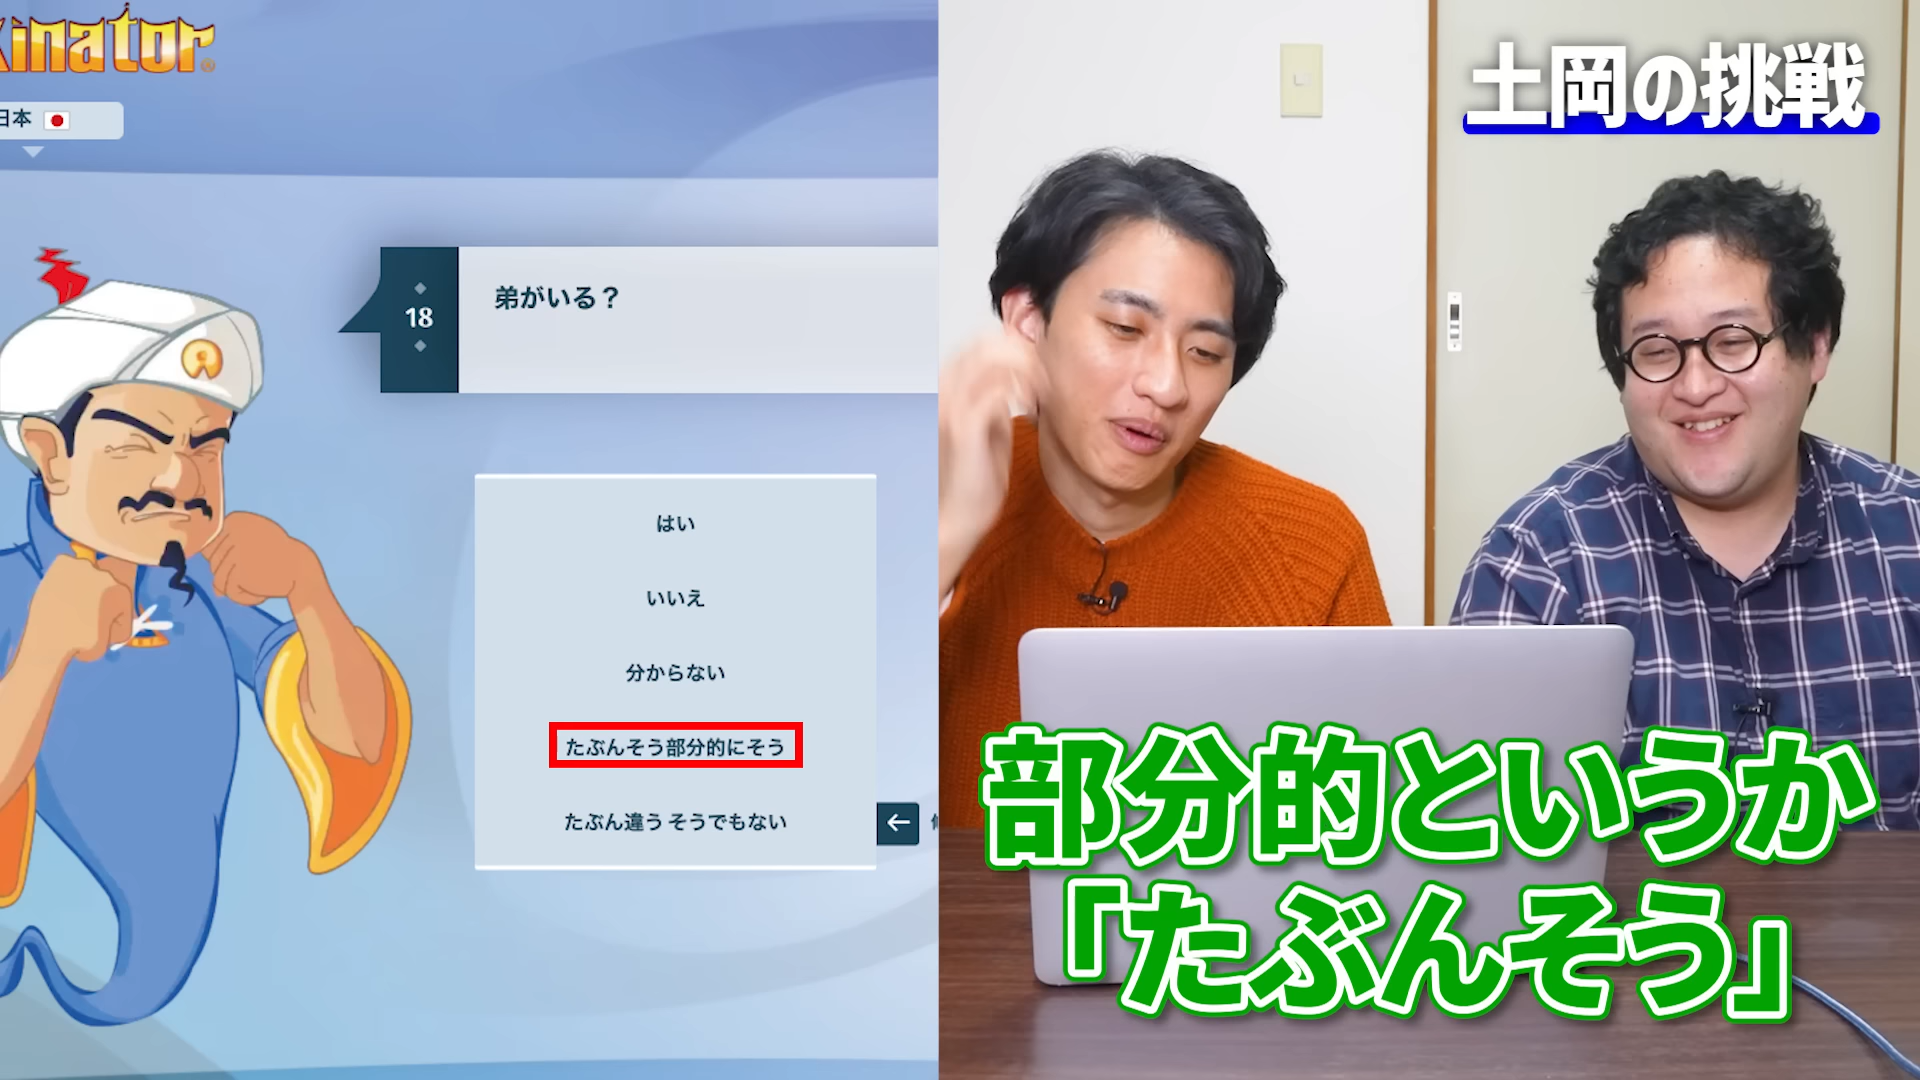 kinator®
日本
18
弟がいる？
はい
いいえ
分からない
たぶんそう部分的にそう
たぶん違う そうでもない
土岡の挑戦
部分的というか
「たぶんそう」